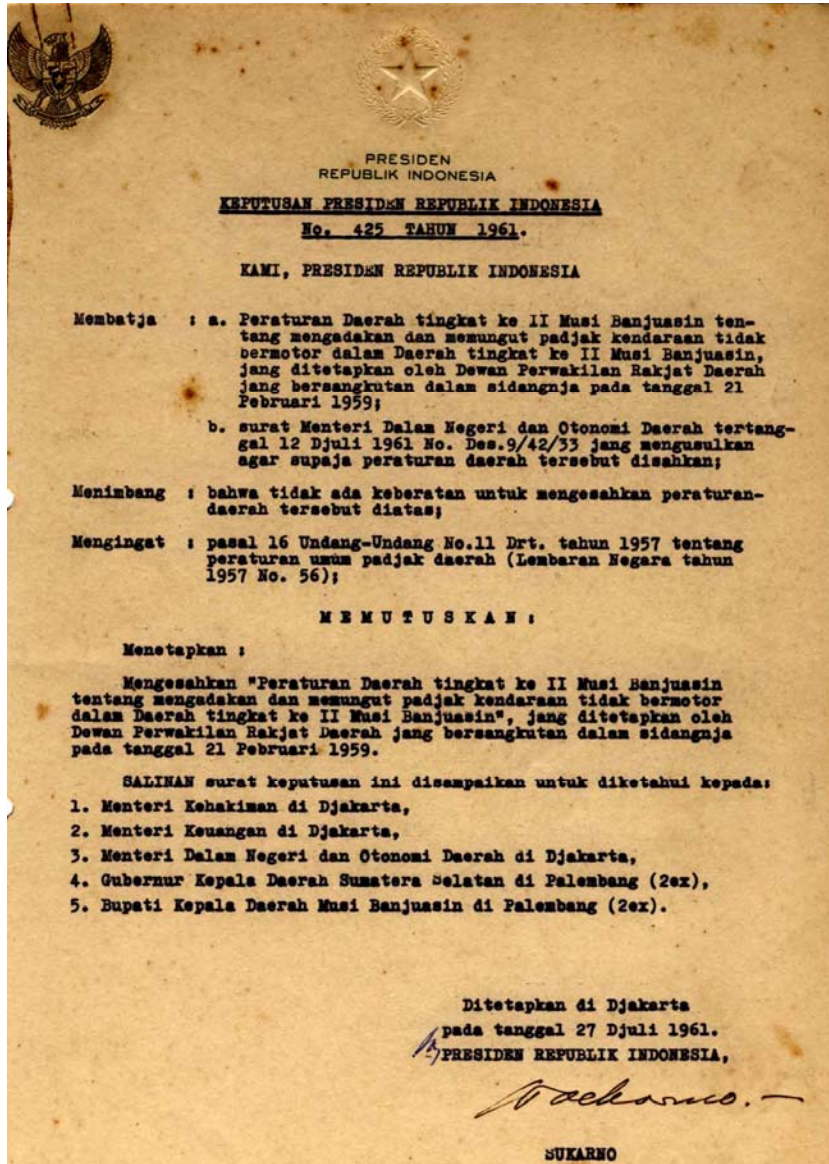 PRESIDEN
REPUBLIK INDONESIA
KEPUTUSAN PRESIDEN REPUBLIK INDONESIA
No. 425 TAHUN 1961.
KAMI, PRESIDEN REPUBLIK INDONESIA
Membatja : a. Peraturan Daerah tingkat ke II Musi Banjuasin ten-
tang mengadakan dan memungut padjak kendaraan tidak
bermotor dalam Daerah tingkat ke II Musi Banjuasin,
jang ditetapkan oleh Dewan Perwakilan Rakjat Daerah
jang bersangkutan dalam sidangnja pada tanggal 21
Pebruari 1959;
b. surat Menteri Dalam Negeri dan Otonomi Daerah tertang-
gal 12 Djuli 1961 No. Des.9/42/33 jang mengusulkan
agar supaja peraturan daerah tersebut disahkan;
Menimbang : bahwa tidak ada keberatan untuk mengesahkan peraturan-
daerah tersebut diatas;
Mengingat : pasal 16 Undang-Undang No.11 Drt. tahun 1957 tentang
peraturan umum padjak daerah (Lembaran Negara tahun
1957 No. 56);
M E M U T U S K A N :
Menetapkan :
Mengesahkan "Peraturan Daerah tingkat ke II Musi Banjuasin
tentang mengadakan dan memungut padjak kendaraan tidak bermotor
dalam Daerah tingkat ke II Musi Banjuasin", jang ditetapkan oleh
Dewan Perwakilan Rakjat Daerah jang bersangkutan dalam sidangnja
pada tanggal 21 Pebruari 1959.
SALINAN surat keputusan ini disampaikan untuk diketahui kepada:
1. Menteri Kehakiman di Djakarta,
2. Menteri Keuangan di Djakarta,
3. Menteri Dalam Negeri dan Otonomi Daerah di Djakarta,
4. Gubernur Kepala Daerah Sumatera Selatan di Palembang (2ex),
5. Bupati Kepala Daerah Musi Banjuasin di Palembang (2ex).
Ditetapkan di Djakarta
pada tanggal 27 Djuli 1961.
PRESIDEN REPUBLIK INDONESIA,
Soekarno.-
SUKARNO